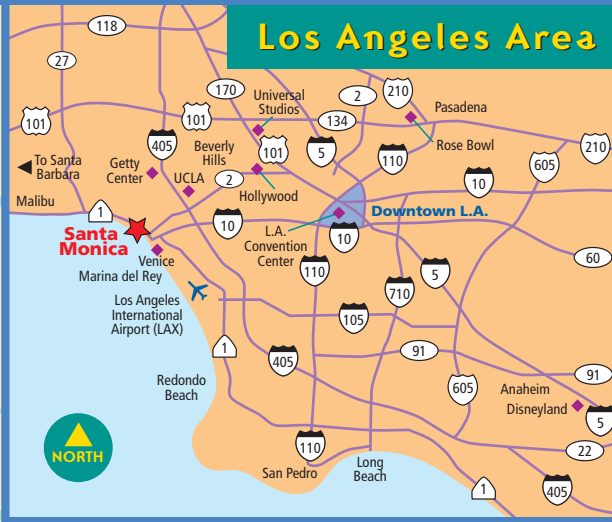 Los Angeles Area
118
27
170
Universal
Studios
2
210
Pasadena
101
101
134
Rose Bowl
405
Beverly
Hills
101
5
110
210
To Santa
Barbara
Getty
Center
UCLA
2
Hollywood
10
605
Malibu
1
Santa
Monica
10
L.A.
Convention
Center
10
Downtown L.A.
Venice
Marina del Rey
60
110
5
710
Los Angeles
International
Airport (LAX)
105
1
405
91
91
Redondo
Beach
605
Anaheim
Disneyland
5
NORTH
110
22
San Pedro
Long
Beach
1
405